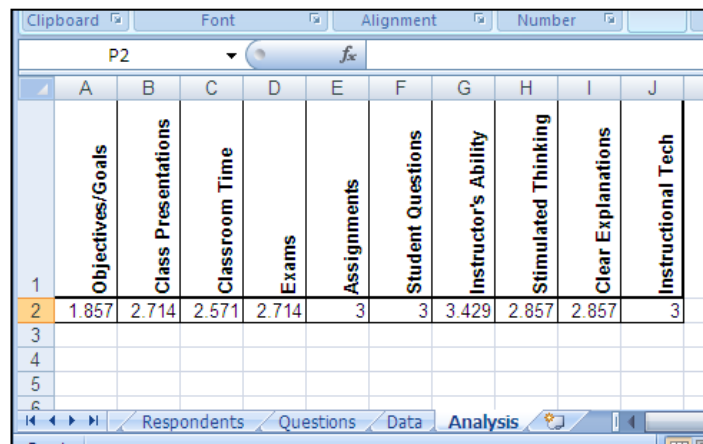 Clipboard Font Alignment Number
P2 fx
A B C D E F G H I J
1 Objectives/Goals Class Presentations Classroom Time Exams Assignments Student Questions Instructor's Ability Stimulated Thinking Clear Explanations Instructional Tech
2 1.857 2.714 2.571 2.714 3 3 3.429 2.857 2.857 3
3
4
5
6
Respondents Questions Data Analysis